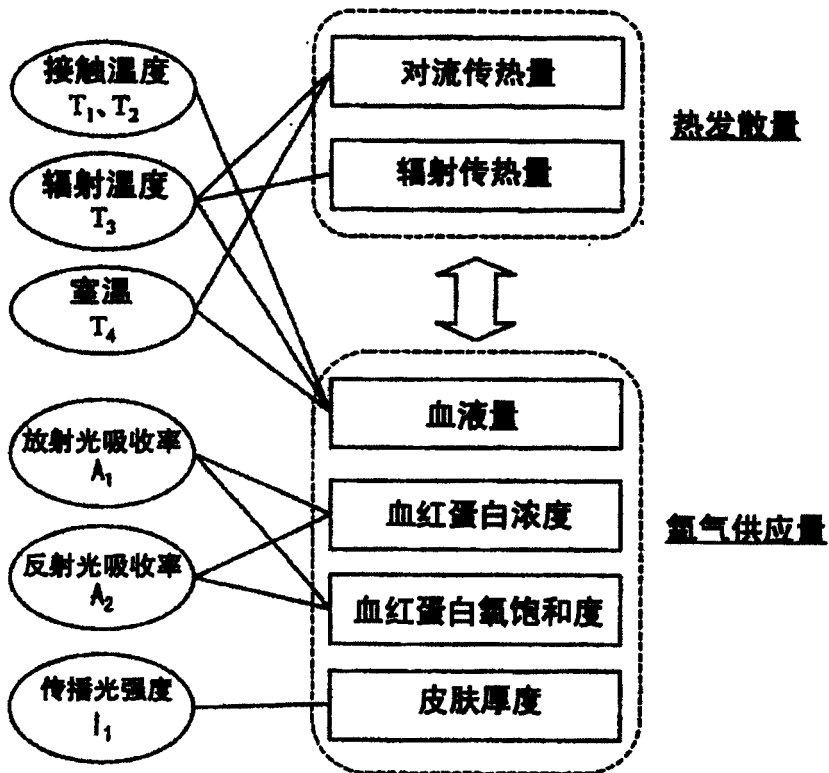 接触温度
T₁、T₂
辐射温度
T₃
室温
T₄
放射光吸收率
A₁
反射光吸收率
A₂
传播光强度
I₁
对流传热量
辐射传热量
热发散量
血液量
血红蛋白浓度
血红蛋白氧饱和度
皮肤厚度
氧气供应量